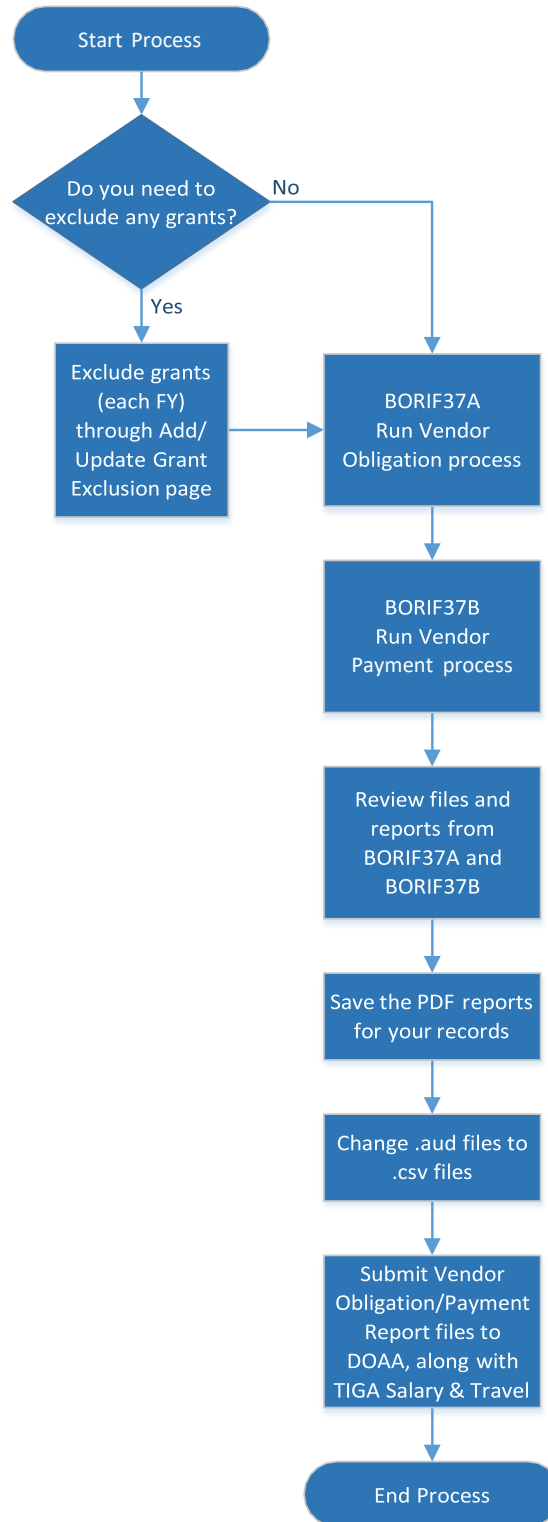 Start Process
Do you need to
exclude any grants?
No
Yes
Exclude grants
(each FY)
through Add/
Update Grant
Exclusion page
BORIF37A
Run Vendor
Obligation process
BORIF37B
Run Vendor
Payment process
Review files and
reports from
BORIF37A and
BORIF37B
Save the PDF reports
for your records
Change .aud files to
.csv files
Submit Vendor
Obligation/Payment
Report files to
DOAA, along with
TIGA Salary & Travel
End Process